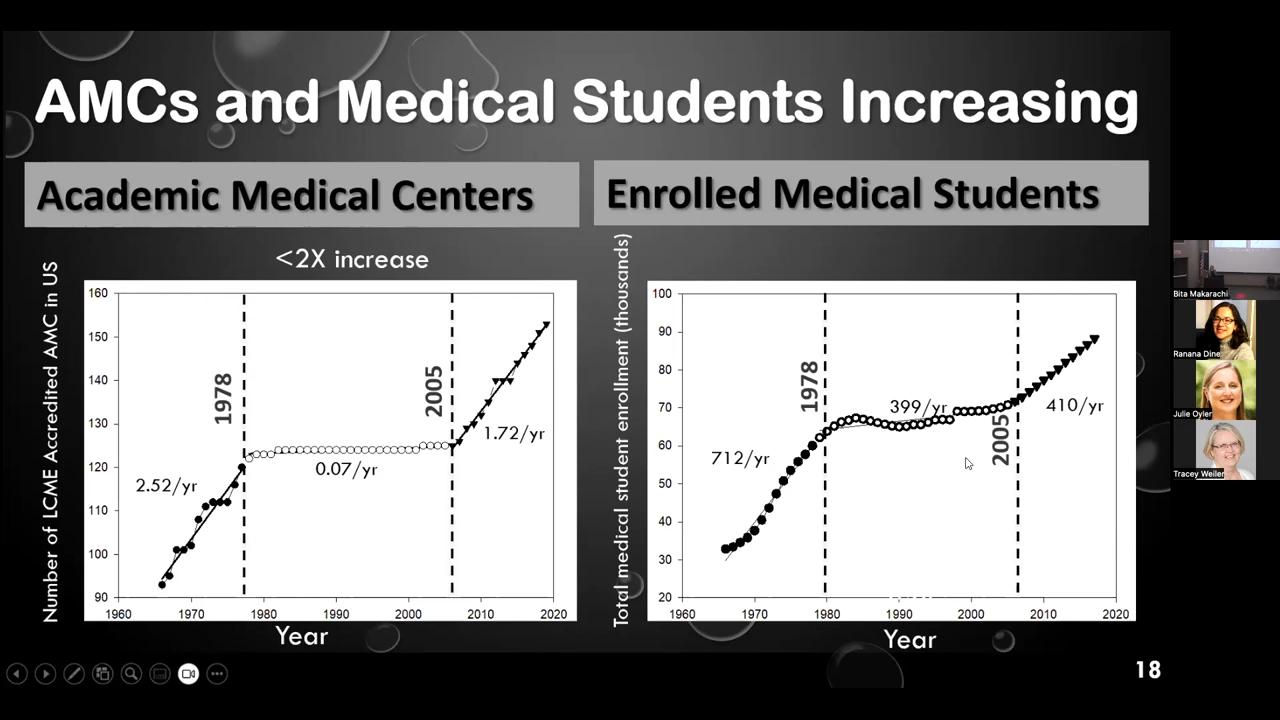 AMCs and Medical Students Increasing
Academic Medical Centers
Enrolled Medical Students
<2X increase
Number of LCME Accredited AMC in US
160
150
140
130
120
110
100
90
1978
2005
2.52/yr
0.07/yr
1.72/yr
1960 1970 1980 1990 2000 2010 2020
Year
Total medical student enrollment (thousands)
100
90
80
70
60
50
40
30
20
1978
2005
712/yr
399/yr
410/yr
1960 1970 1980 1990 2000 2010 2020
Year
18
Bita Makarachi
Ranana Dine
Julie Oyler
Tracey Weiler